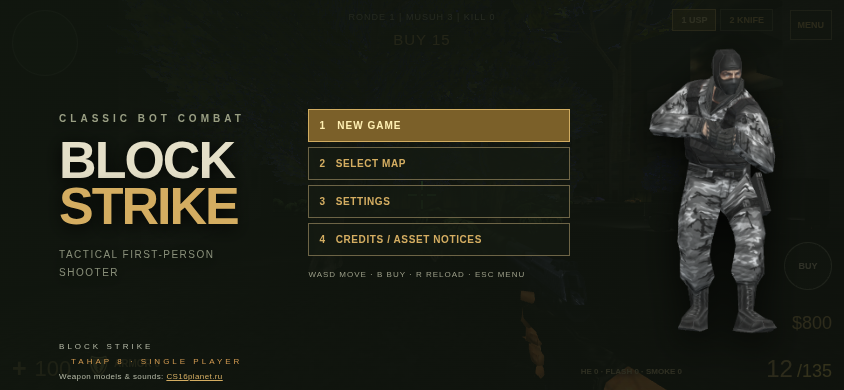 RONDE 1 | MUSUH 3 | KILL 0
BUY 15
1 USP
2 KNIFE
MENU
CLASSIC BOT COMBAT
BLOCK
STRIKE
TACTICAL FIRST-PERSON
SHOOTER
1 NEW GAME
2 SELECT MAP
3 SETTINGS
4 CREDITS / ASSET NOTICES
WASD MOVE · B BUY · R RELOAD · ESC MENU
BUY
$800
BLOCK STRIKE
TAHAP 8 · SINGLE PLAYER
Weapon models & sounds: CS16planet.ru
+ 100
HE 0 · FLASH 0 · SMOKE 0
12 /135